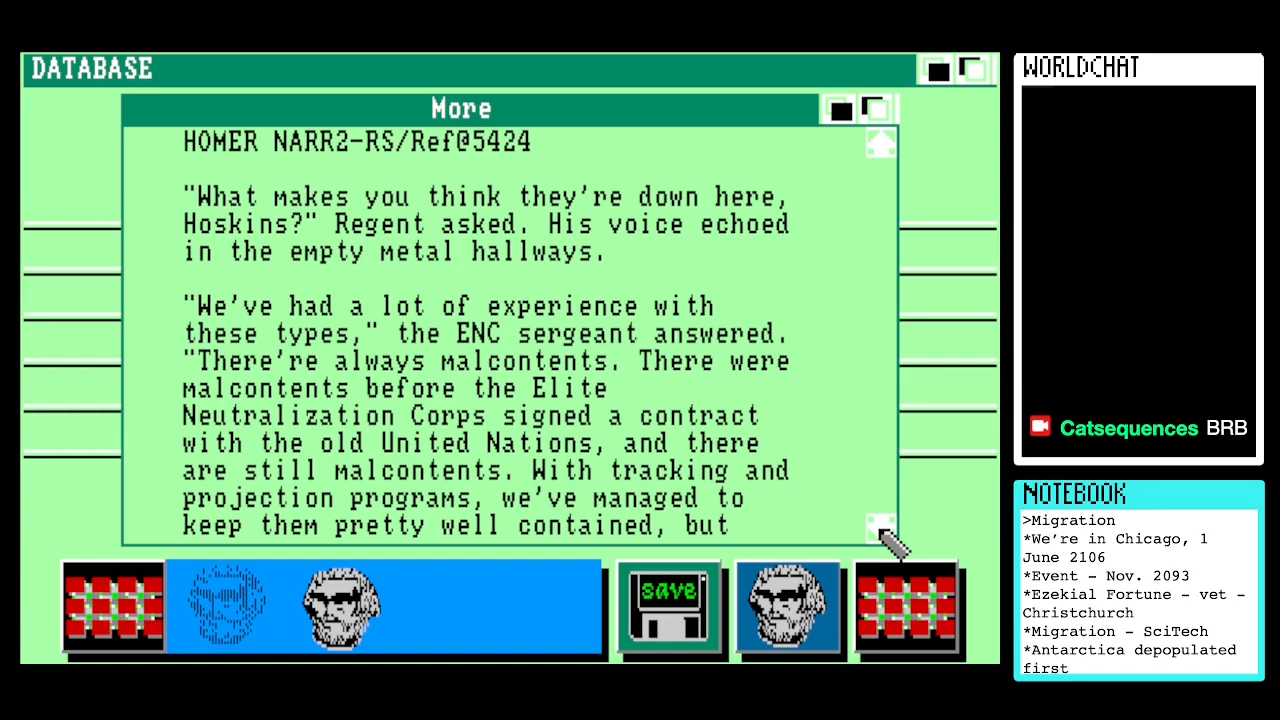 DATABASE
More
HOMER NARR2-RS/Ref@5424
"What makes you think they're down here,
Hoskins?" Regent asked. His voice echoed
in the empty metal hallways.
"We've had a lot of experience with
these types," the ENC sergeant answered.
"There're always malcontents. There were
malcontents before the Elite
Neutralization Corps signed a contract
with the old United Nations, and there
are still malcontents. With tracking and
projection programs, we've managed to
keep them pretty well contained, but
save
WORLDCHAT
Catsequences BRB
NOTEBOOK
>Migration
*We're in Chicago, 1
June 2106
*Event - Nov. 2093
*Ezekial Fortune - vet -
Christchurch
*Migration - SciTech
*Antarctica depopulated
first